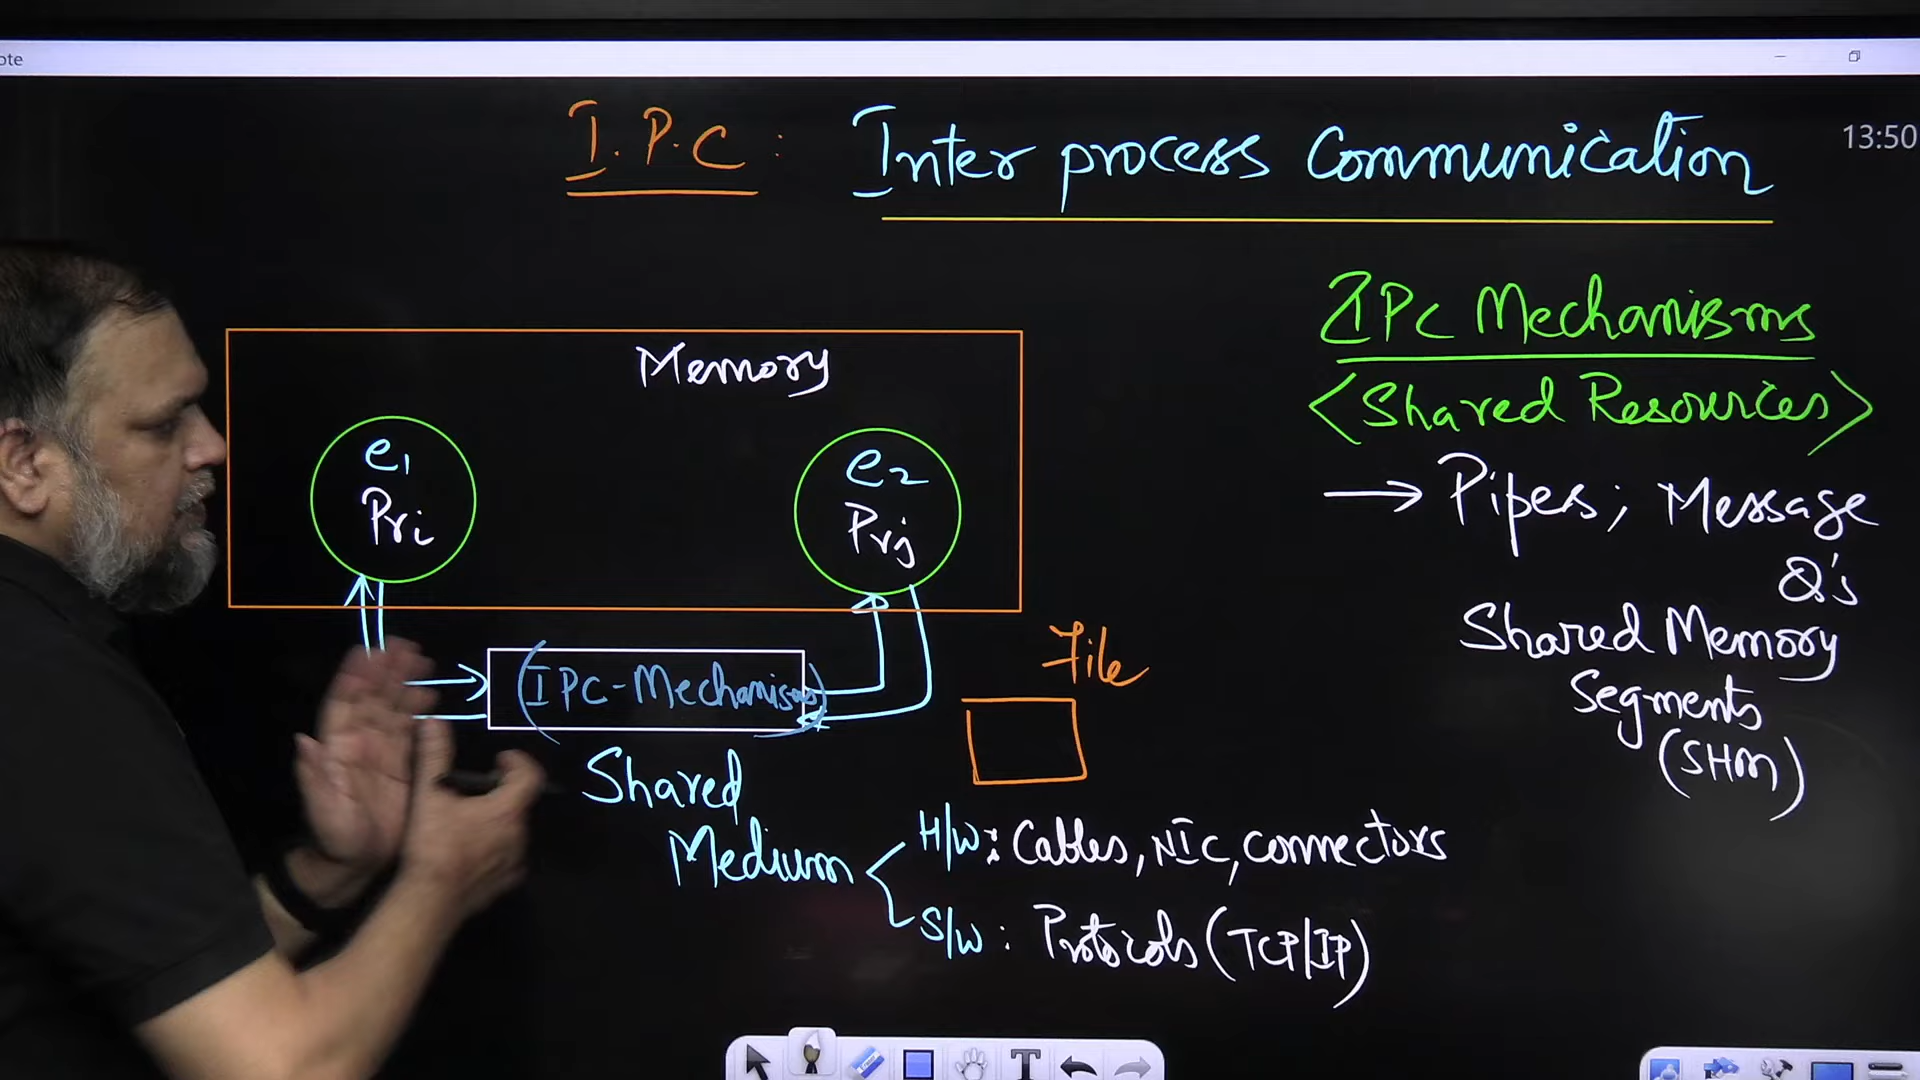 ote
I.P.C : Inter process Communication
13:50
IPC Mechanisms
<Shared Resources>
→ Pipes; Message
Q's
Shared Memory
Segments
(SHM)
Memory
e1
Pri
e2
Prj
(IPC-Mechanism)
File
Shared
Medium
H/W: Cables, NIC, connectors
S/W: Protocols (TCP/IP)
T